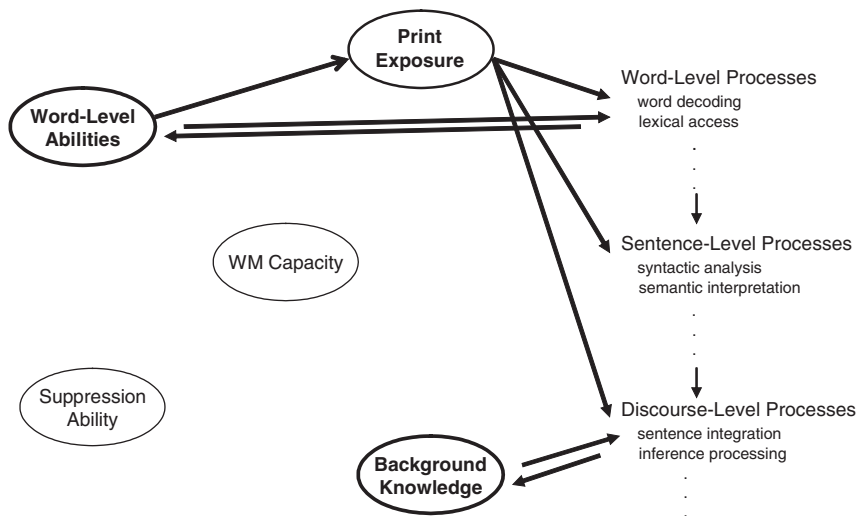 Print
Exposure
Word-Level Processes
word decoding
lexical access
Word-Level
Abilities
WM Capacity
Sentence-Level Processes
syntactic analysis
semantic interpretation
Suppression
Ability
Discourse-Level Processes
sentence integration
inference processing
Background
Knowledge